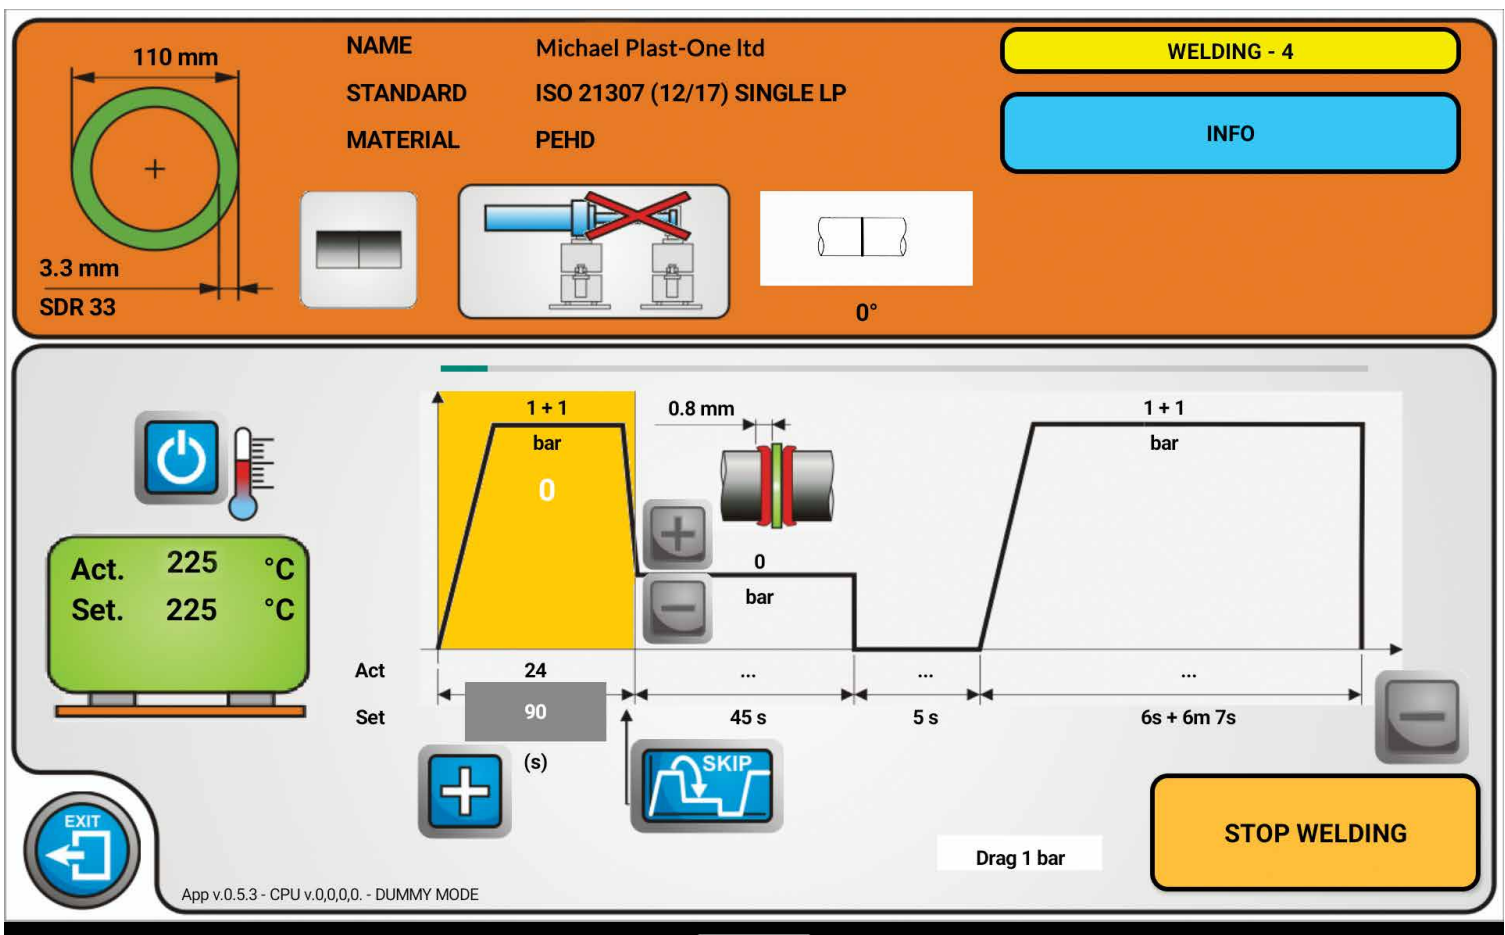 110 mm
NAME Michael Plast-One ltd
STANDARD ISO 21307 (12/17) SINGLE LP
MATERIAL PEHD
WELDING - 4
INFO
3.3 mm
SDR 33
0°
1 + 1
bar
0
0.8 mm
0
bar
1 + 1
bar
Act. 225 °C
Set. 225 °C
Act 24 ... ... ...
Set 90 45 s 5 s 6s + 6m 7s
(s)
SKIP
EXIT
STOP WELDING
Drag 1 bar
App v.0.5.3 - CPU v.0,0,0,0. - DUMMY MODE